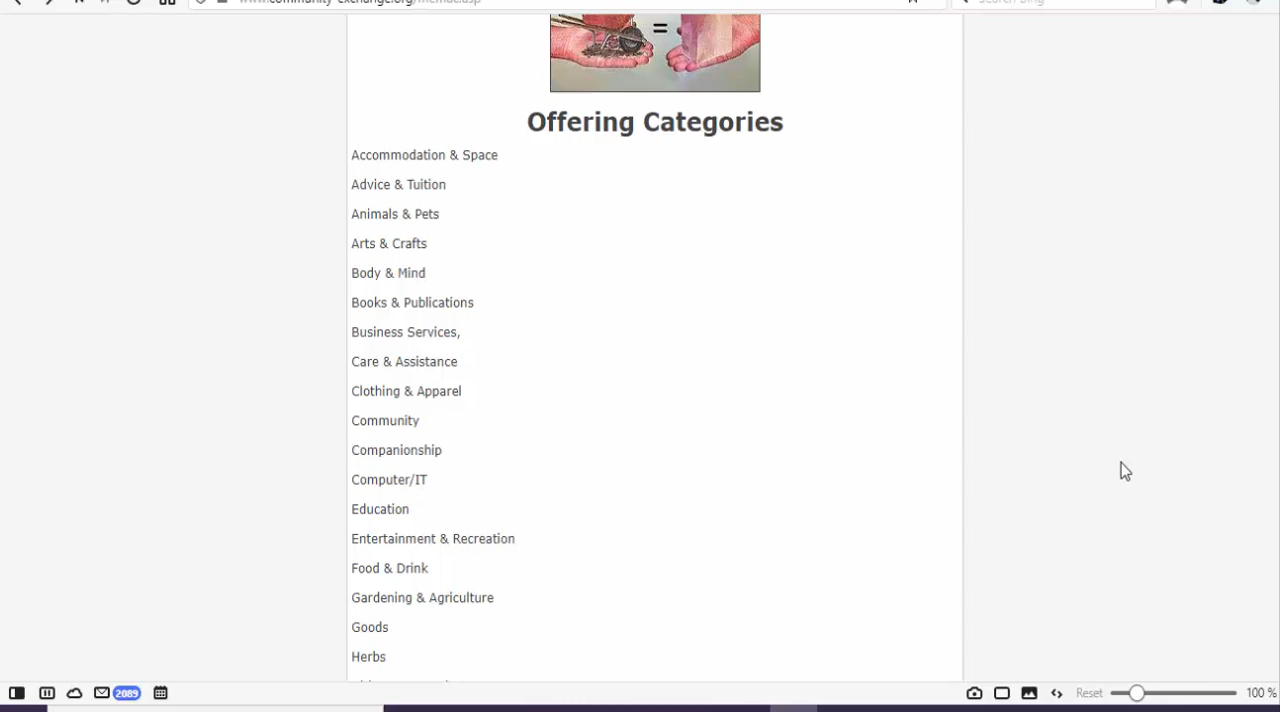 =
Offering Categories
Accommodation & Space
Advice & Tuition
Animals & Pets
Arts & Crafts
Body & Mind
Books & Publications
Business Services,
Care & Assistance
Clothing & Apparel
Community
Companionship
Computer/IT
Education
Entertainment & Recreation
Food & Drink
Gardening & Agriculture
Goods
Herbs
2089
Reset 100 %